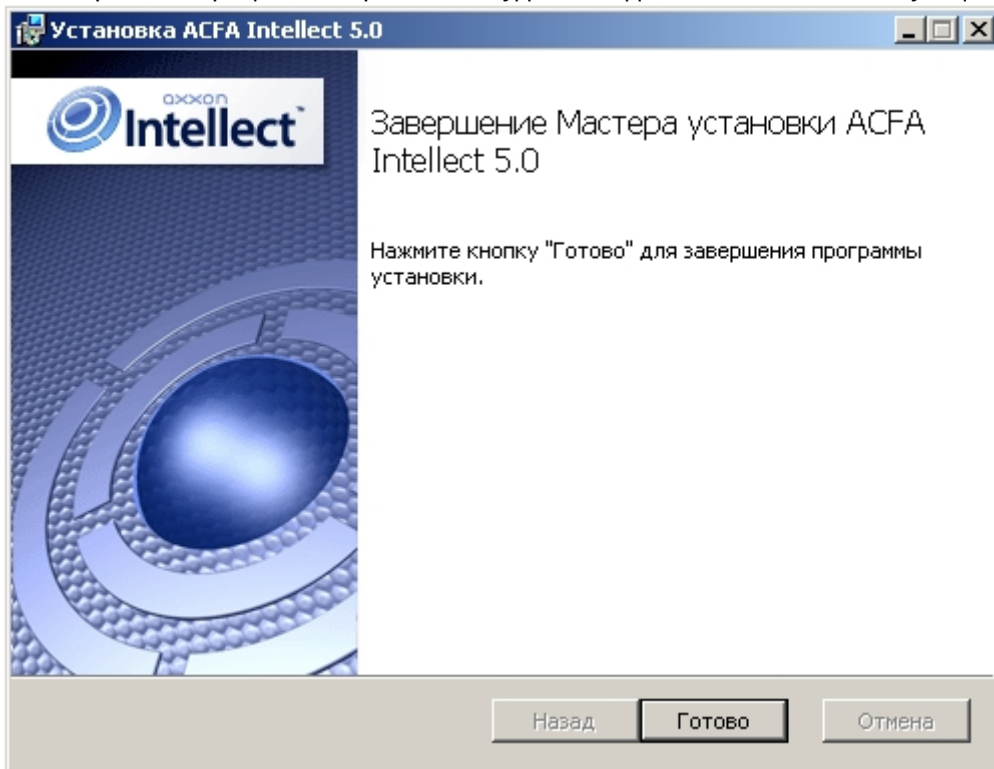 Установка ACFA Intellect 5.0
axxon
Intellect™
Завершение Мастера установки ACFA
Intellect 5.0
Нажмите кнопку "Готово" для завершения программы
установки.
Назад
Готово
Отмена